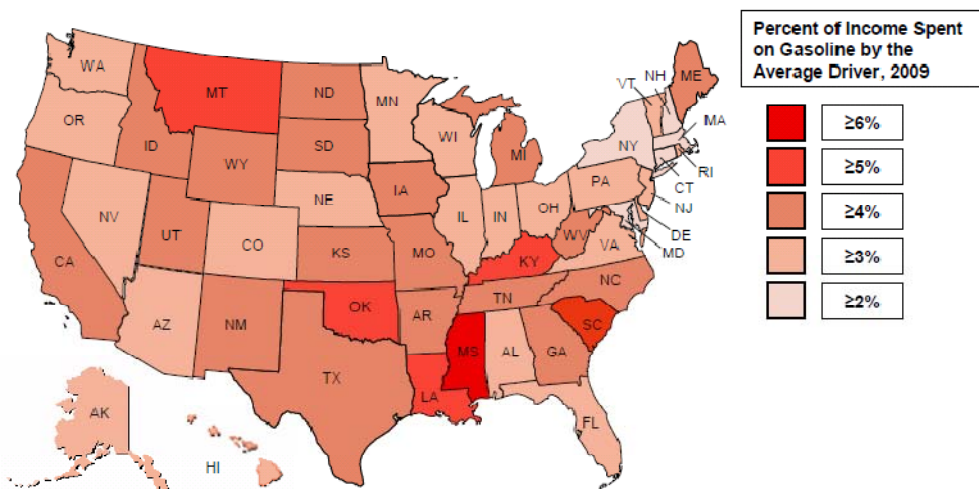 Percent of Income Spent
on Gasoline by the
Average Driver, 2009
≥6%
≥5%
≥4%
≥3%
≥2%
WA
MT
ND
MN
VT
NH
ME
OR
ID
SD
WI
MI
NY
MA
WY
RI
IA
NE
PA
CT
NJ
NV
UT
CO
IL
IN
OH
DE
CA
KS
MO
WV
VA
MD
KY
AZ
NM
OK
AR
TN
NC
SC
MS
AL
GA
TX
LA
FL
AK
HI